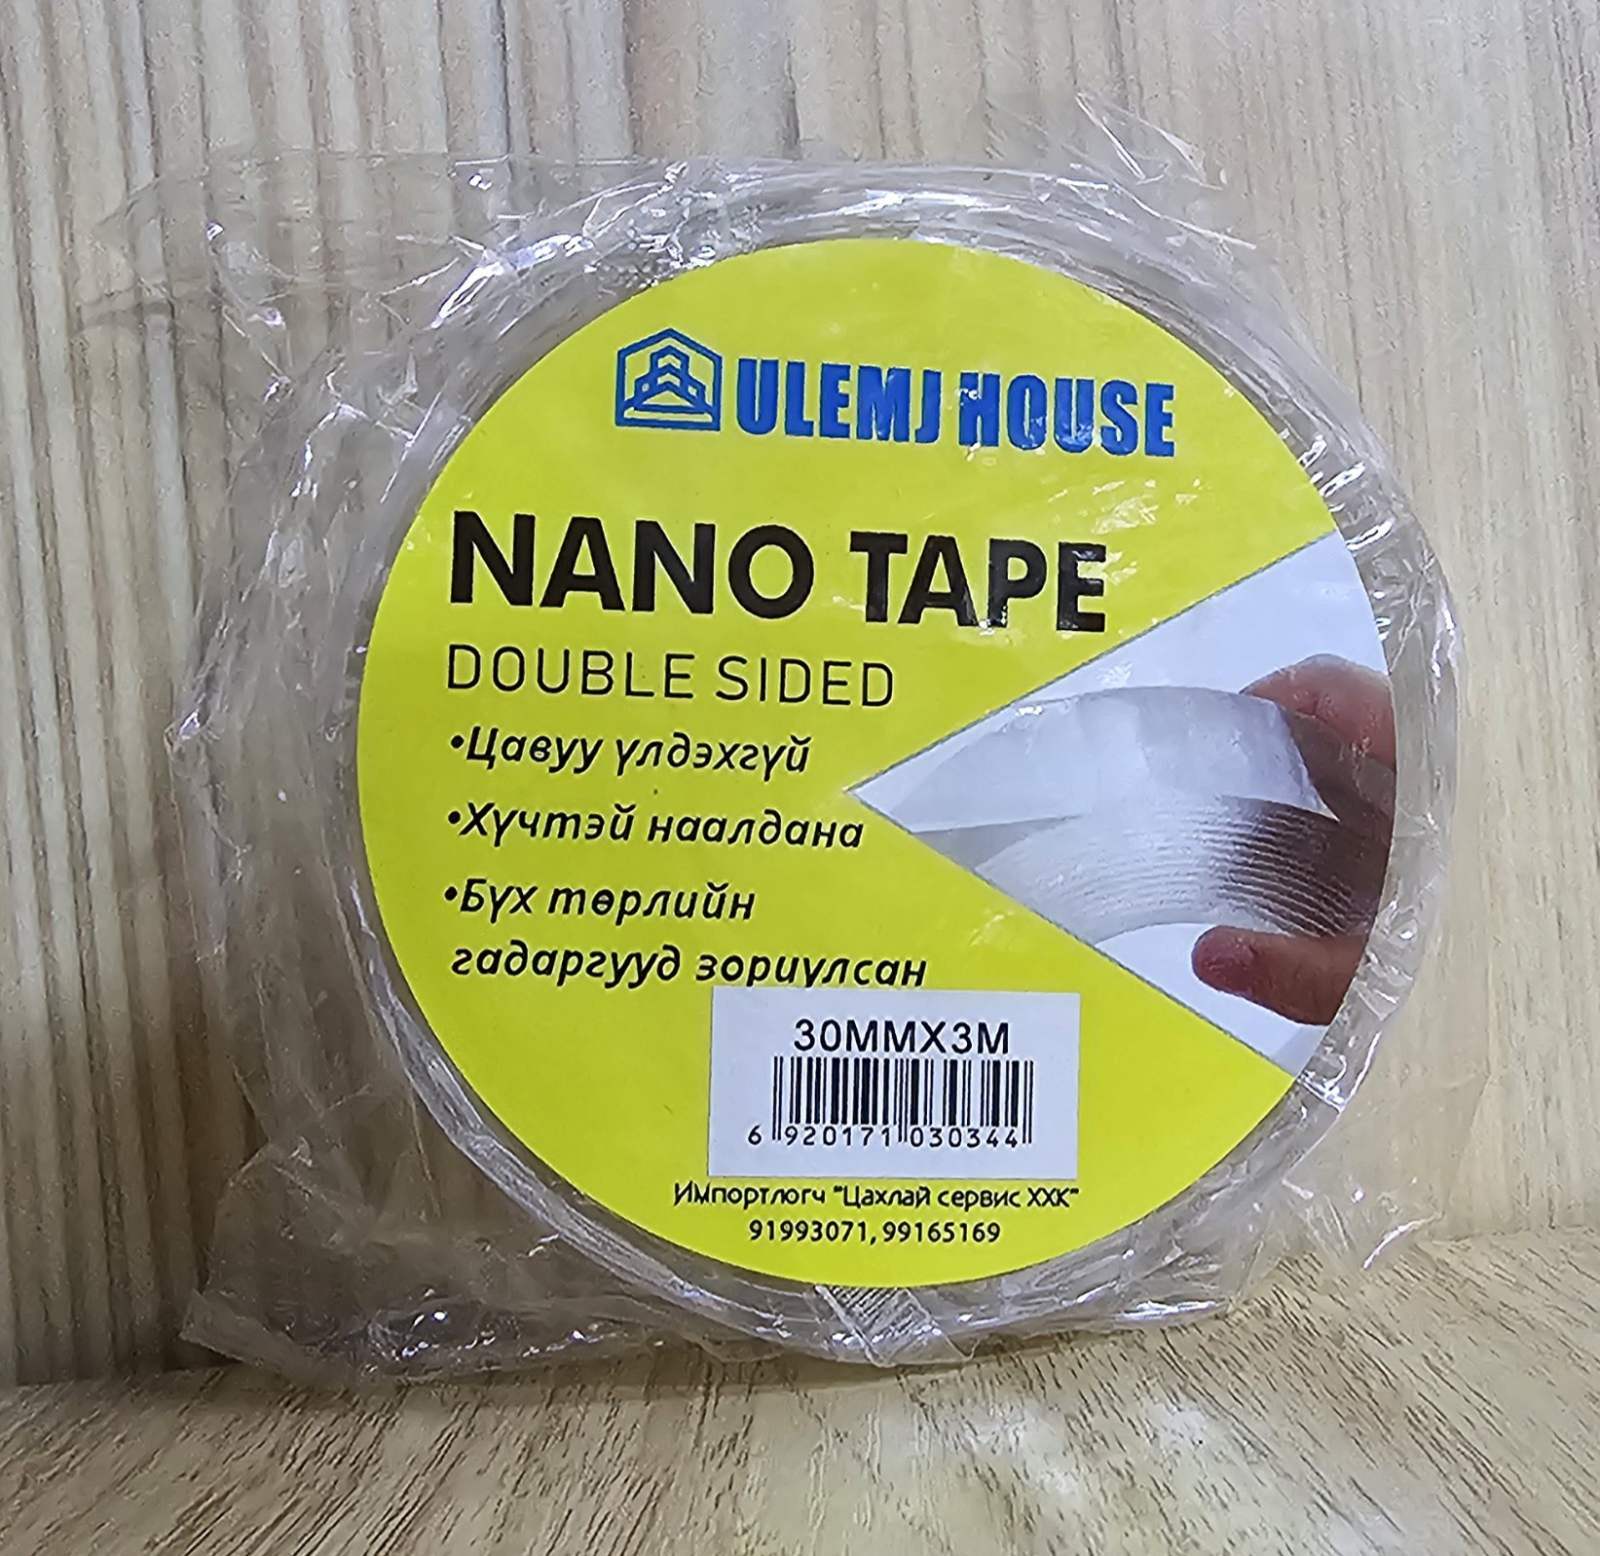 ULEMJ HOUSE
NANO TAPE
DOUBLE SIDED
•Цавуу үлдэхгүй
•Хүчтэй наалдана
•Бүх төрлийн
гадаргууд зориулсан
30MMX3M
6 920171 030344
Импортлогч "Цахлай сервис ХХК"
91993071, 99165169